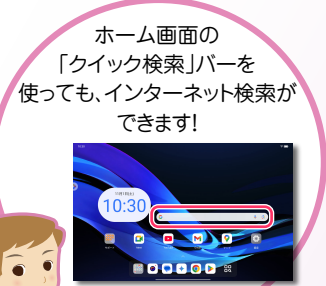 ホーム画面の
「クイック検索」バーを
使っても、インターネット検索が
できます!
10:30